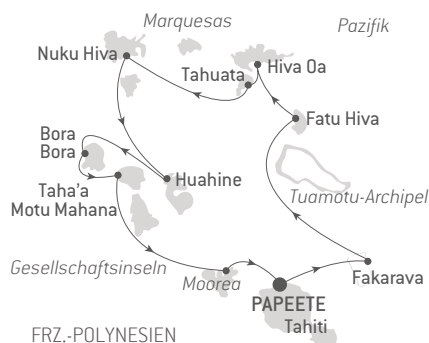 Marquesas
Pazifik
Nuku Hiva
Hiva Oa
Tahuata
Fatu Hiva
Bora
Bora
Huahine
Taha'a
Motu Mahana
Tuamotu-Archipel
Gesellschaftsinseln
Moorea
Fakarava
PAPEETE
Tahiti
FRZ.-POLYNESIEN